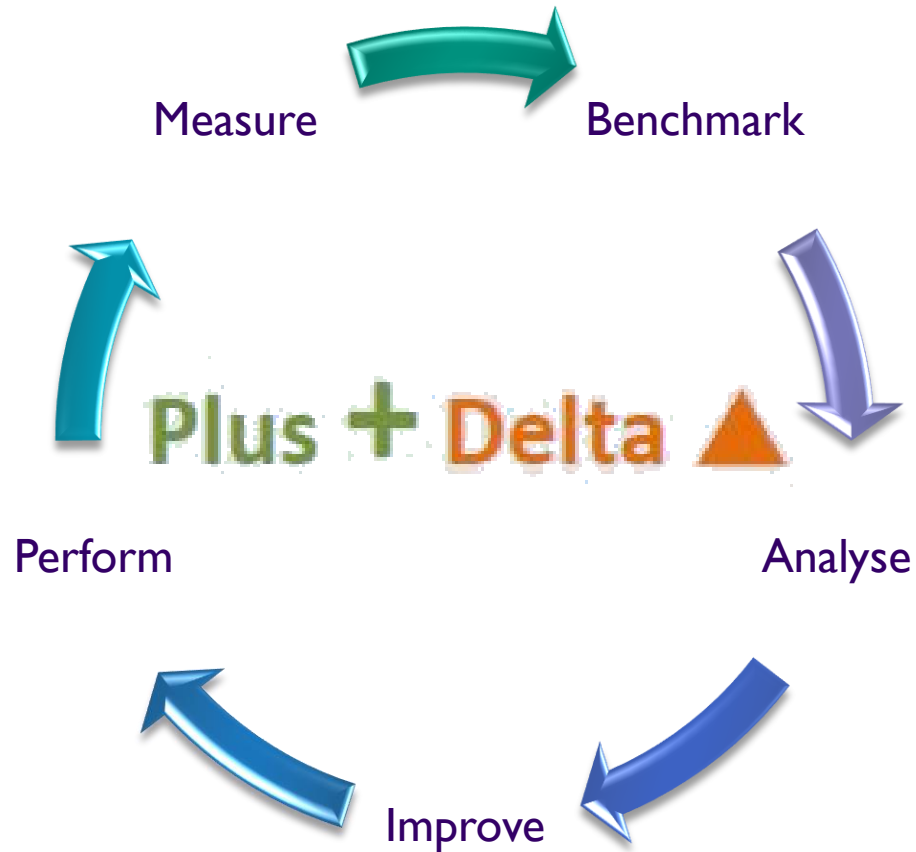 Measure
Benchmark
Plus + Delta
Perform
Analyse
Improve